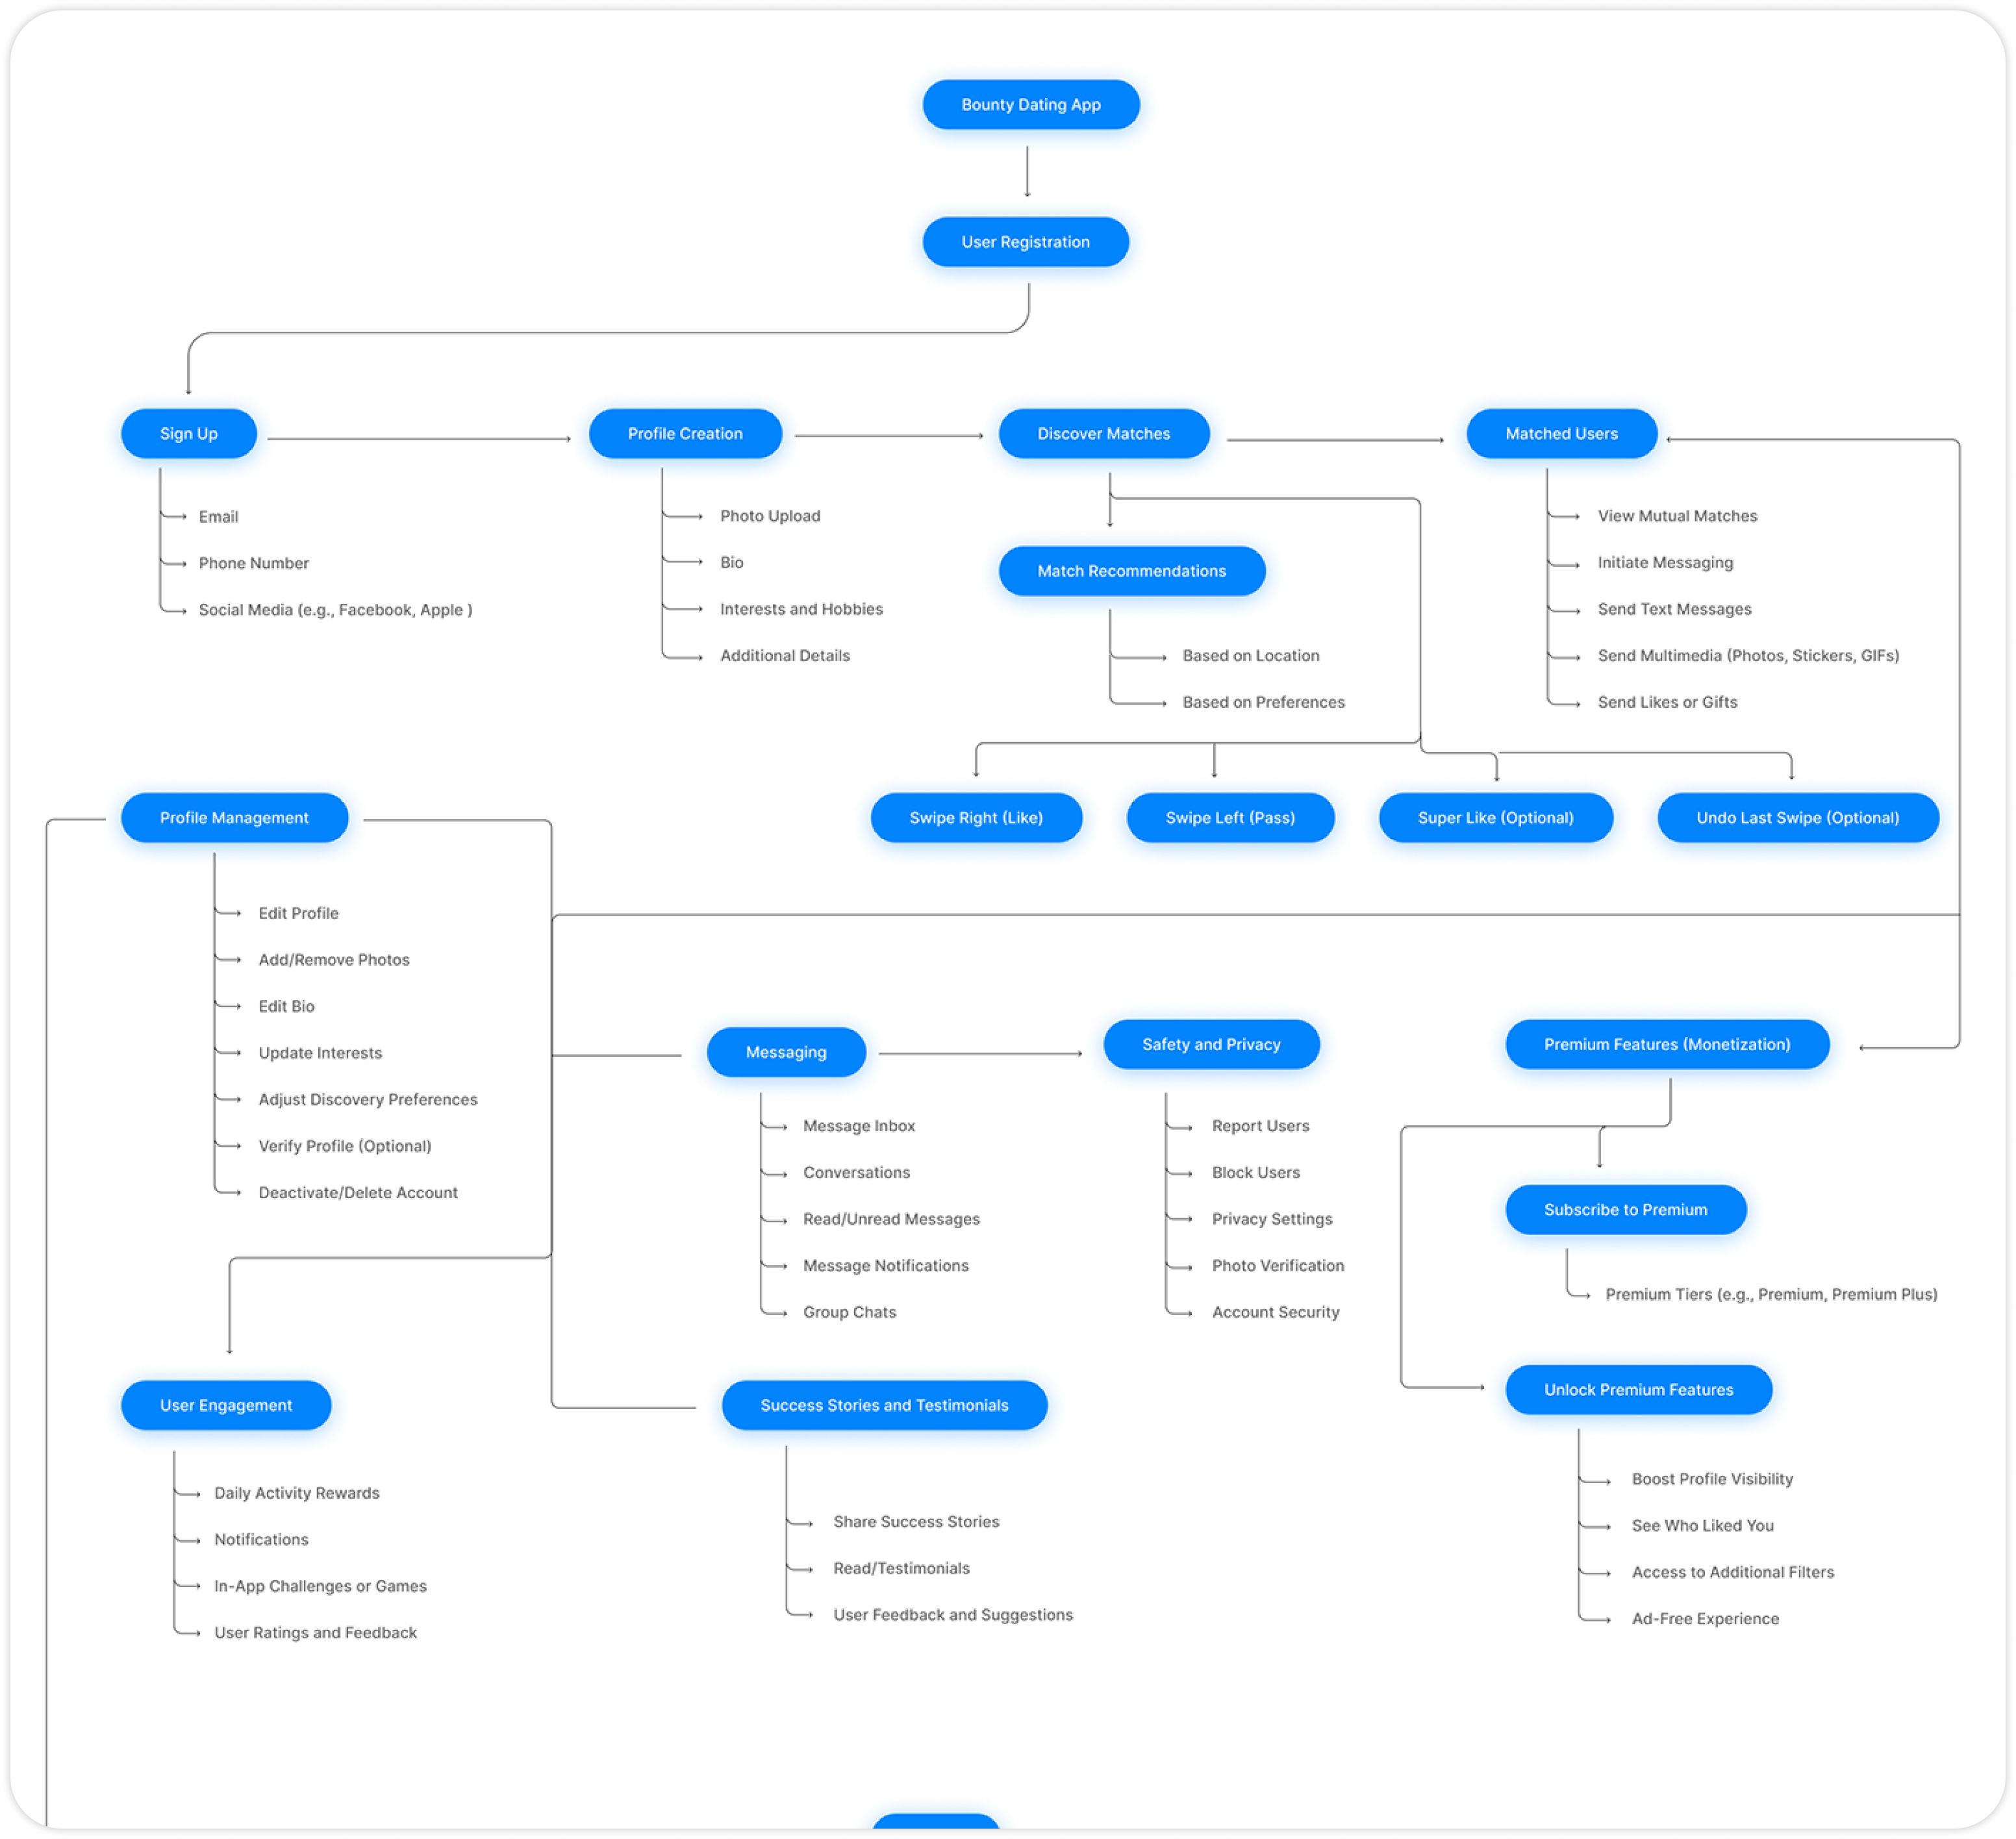 Bounty Dating App
User Registration
Sign Up
Email
Phone Number
Social Media (e.g., Facebook, Apple )
Profile Creation
Photo Upload
Bio
Interests and Hobbies
Additional Details
Discover Matches
Match Recommendations
Based on Location
Based on Preferences
Matched Users
View Mutual Matches
Initiate Messaging
Send Text Messages
Send Multimedia (Photos, Stickers, GIFs)
Send Likes or Gifts
Swipe Right (Like)
Swipe Left (Pass)
Super Like (Optional)
Undo Last Swipe (Optional)
Profile Management
Edit Profile
Add/Remove Photos
Edit Bio
Update Interests
Adjust Discovery Preferences
Verify Profile (Optional)
Deactivate/Delete Account
Messaging
Message Inbox
Conversations
Read/Unread Messages
Message Notifications
Group Chats
Safety and Privacy
Report Users
Block Users
Privacy Settings
Photo Verification
Account Security
Premium Features (Monetization)
Subscribe to Premium
Premium Tiers (e.g., Premium, Premium Plus)
Unlock Premium Features
Boost Profile Visibility
See Who Liked You
Access to Additional Filters
Ad-Free Experience
User Engagement
Daily Activity Rewards
Notifications
In-App Challenges or Games
User Ratings and Feedback
Success Stories and Testimonials
Share Success Stories
Read/Testimonials
User Feedback and Suggestions